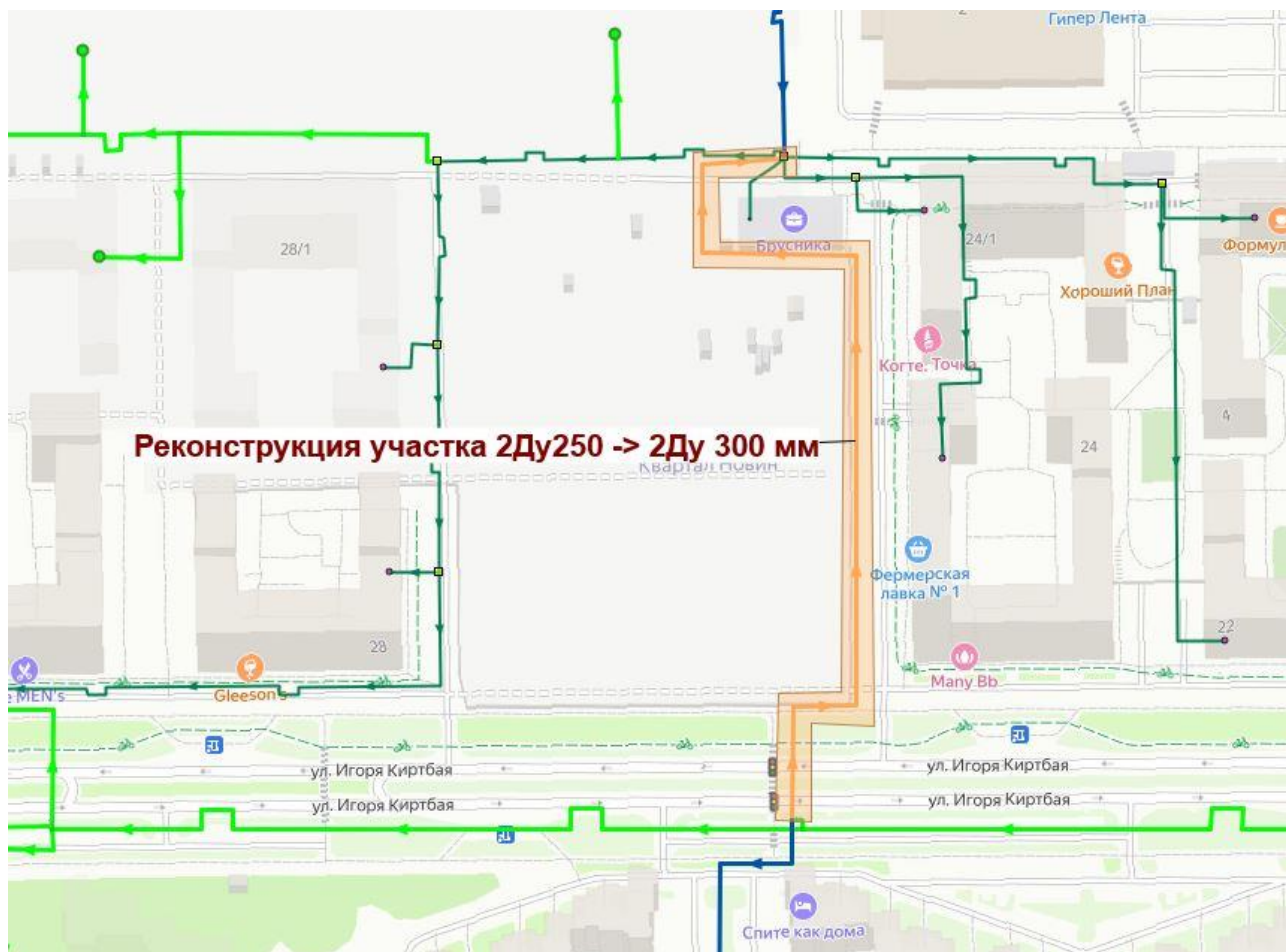 2
Гипер Лента
28/1
Брусника
24/1
Формул
Хороший План
Когте. Точка
4
Реконструкция участка 2Ду250 -> 2Ду 300 мм
24
Квартал Новин
Фермерская
лавка № 1
22
28
e MEN's
Gleeson's
Many Bb
ул. Игоря Киртбая
ул. Игоря Киртбая
ул. Игоря Киртбая
ул. Игоря Киртбая
Спите как дома